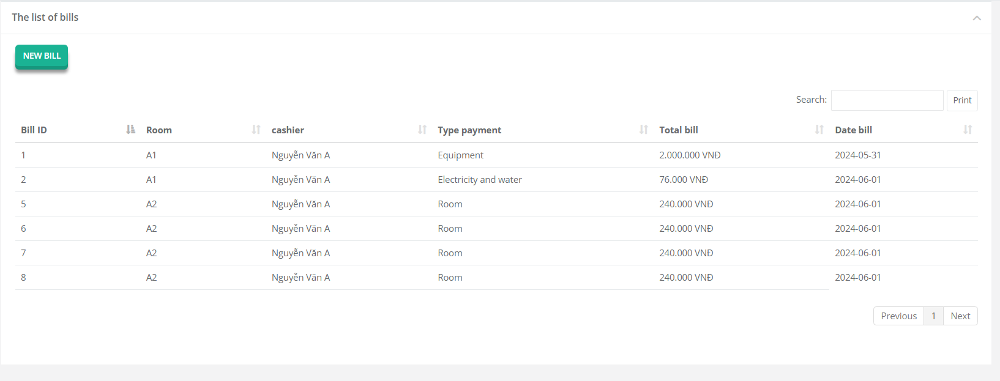 The list of bills
NEW BILL
Search: Print
Bill ID Room cashier Type payment Total bill Date bill
1 A1 Nguyễn Văn A Equipment 2.000.000 VNĐ 2024-05-31
2 A1 Nguyễn Văn A Electricity and water 76.000 VNĐ 2024-06-01
5 A2 Nguyễn Văn A Room 240.000 VNĐ 2024-06-01
6 A2 Nguyễn Văn A Room 240.000 VNĐ 2024-06-01
7 A2 Nguyễn Văn A Room 240.000 VNĐ 2024-06-01
8 A2 Nguyễn Văn A Room 240.000 VNĐ 2024-06-01
Previous 1 Next